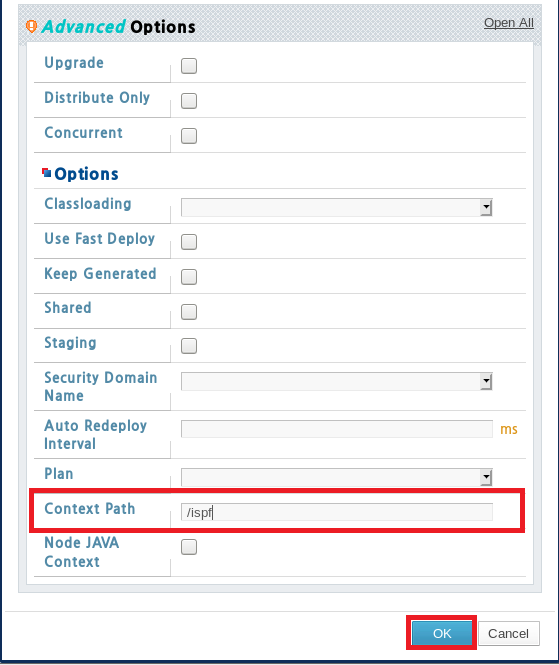 Advanced Options
Open All
Upgrade
Distribute Only
Concurrent
Options
Classloading
Use Fast Deploy
Keep Generated
Shared
Staging
Security Domain
Name
Auto Redeploy
Interval
ms
Plan
Context Path
/ispf
Node JAVA
Context
OK
Cancel